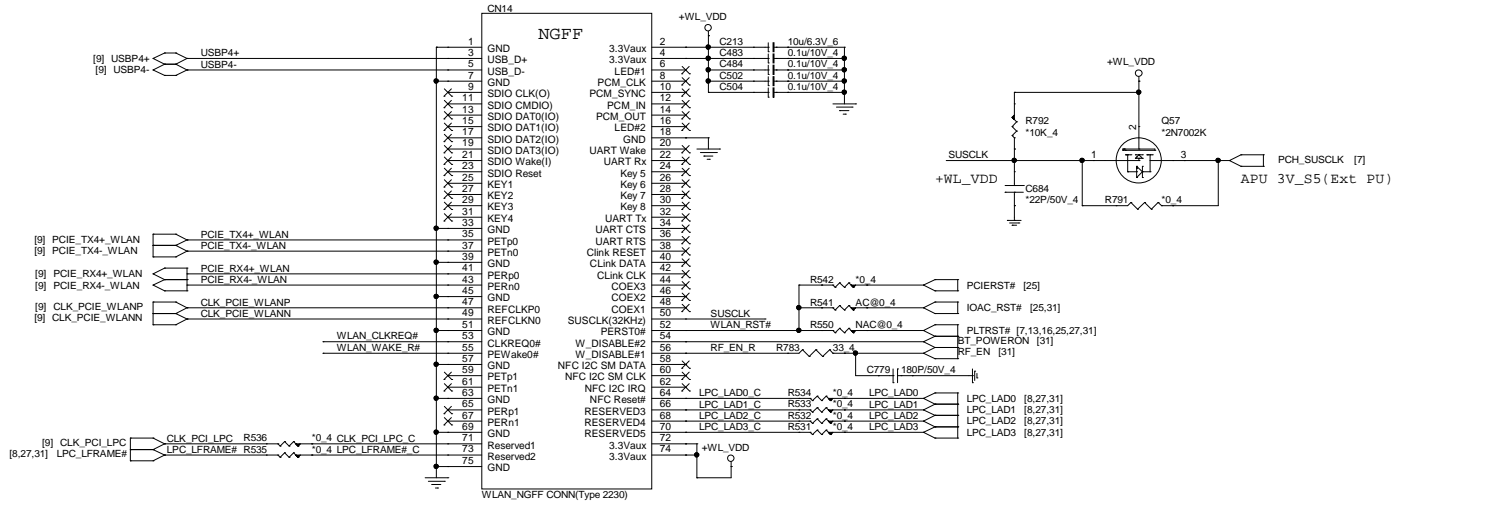 CN14
NGFF
[9] USBP4+ USBP4+ 1 GND 3.3Vaux 2
[9] USBP4- USBP4- 3 USB_D+ 3.3Vaux 4
5 USB_D- LED#1 6
7 GND PCM_CLK 8
9 SDIO CLK(O) PCM_SYNC 10
11 SDIO CMDIO) PCM_IN 12
13 SDIO DAT0(IO) PCM_OUT 14
15 SDIO DAT1(IO) LED#2 16
17 SDIO DAT2(IO) GND 18
19 SDIO DAT3(IO) UART Wake 20
21 SDIO Wake(I) UART Rx 22
23 SDIO Reset Key 5 24
25 KEY1 Key 6 26
27 KEY2 Key 7 28
29 KEY3 Key 8 30
31 KEY4 UART Tx 32
33 GND UART CTS 34
[9] PCIE_TX4+_WLAN PCIE_TX4+_WLAN 35 PETp0 UART RTS 36
[9] PCIE_TX4-_WLAN PCIE_TX4-_WLAN 37 PETn0 Clink RESET 38
39 GND CLink DATA 40
[9] PCIE_RX4+_WLAN PCIE_RX4+_WLAN 41 PERp0 CLink CLK 42
[9] PCIE_RX4-_WLAN PCIE_RX4-_WLAN 43 PERn0 COEX3 44
45 GND COEX2 46
[9] CLK_PCIE_WLANP CLK_PCIE_WLANP 47 REFCLKP0 COEX1 48
[9] CLK_PCIE_WLANN CLK_PCIE_WLANN 49 REFCLKN0 SUSCLK(32KHz) 50 SUSCLK
51 GND PERST0# 52 WLAN_RST#
WLAN_CLKREQ# 53 CLKREQ0# W_DISABLE#2 54
WLAN_WAKE_R# 55 PEWake0# W_DISABLE#1 56 RF_EN_R R783 33_4
57 GND NFC I2C SM DATA 58
59 PETp1 NFC I2C SM CLK 60
61 PETn1 NFC I2C IRQ 62
63 GND NFC Reset# 64 LPC_LAD0_C R534 *0_4 LPC_LAD0
65 PERp1 RESERVED3 66 LPC_LAD1_C R533 *0_4 LPC_LAD1
67 PERn1 RESERVED4 68 LPC_LAD2_C R532 *0_4 LPC_LAD2
69 GND RESERVED5 70 LPC_LAD3_C R531 *0_4 LPC_LAD3
[9] CLK_PCI_LPC CLK_PCI_LPC R536 *0_4 CLK_PCI_LPC_C 71 Reserved1 3.3Vaux 72
[8,27,31] LPC_LFRAME# LPC_LFRAME# R535 *0_4 LPC_LFRAME#_C 73 Reserved2 3.3Vaux 74
75 GND
WLAN_NGFF CONN(Type 2230)
+WL_VDD
+WL_VDD
C213 10u/6.3V_6
C483 0.1u/10V_4
C484 0.1u/10V_4
C502 0.1u/10V_4
C504 0.1u/10V_4
R542 *0_4 PCIERST# [25]
R541 AC@0_4 IOAC_RST# [25,31]
R550 NAC@0_4 PLTRST# [7,13,16,25,27,31]
BT_POWERON [31]
RF_EN [31]
C779 180P/50V_4
LPC_LAD0 [8,27,31]
LPC_LAD1 [8,27,31]
LPC_LAD2 [8,27,31]
LPC_LAD3 [8,27,31]
+WL_VDD
R792
*10K_4
Q57
*2N7002K
2
SUSCLK 1 3 PCH_SUSCLK [7]
+WL_VDD
APU 3V_S5(Ext PU)
C684
*22P/50V_4
R791 *0_4